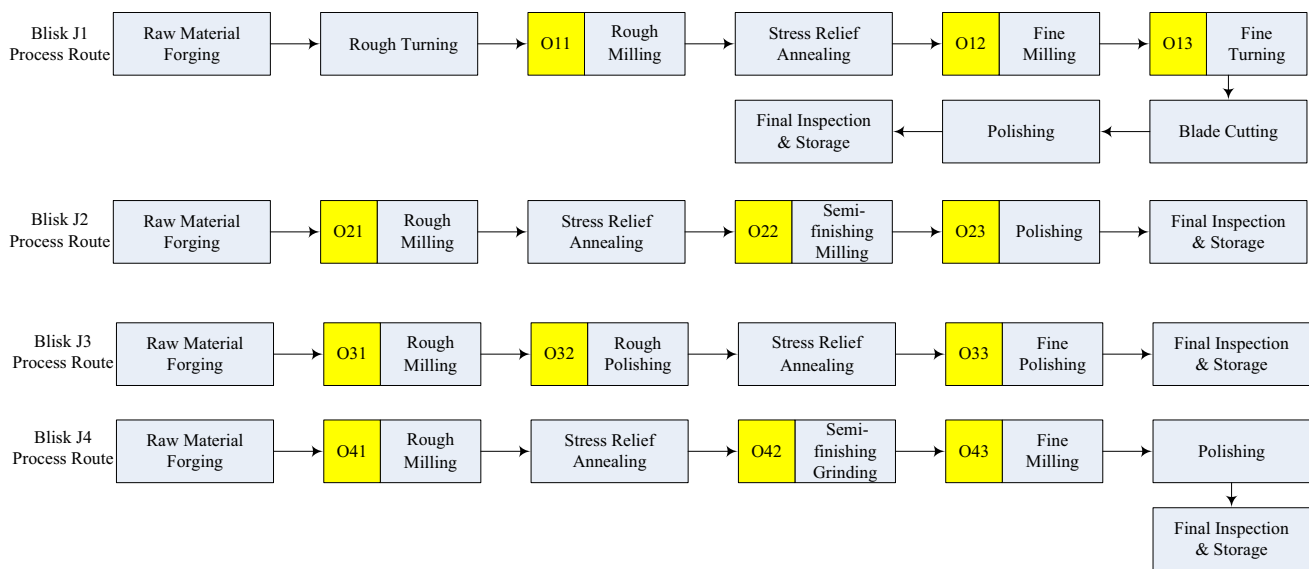 Blisk J1
Process Route
Raw Material
Forging
Rough Turning
O11
Rough
Milling
Stress Relief
Annealing
O12
Fine
Milling
O13
Fine
Turning
Final Inspection
& Storage
Polishing
Blade Cutting
Blisk J2
Process Route
Raw Material
Forging
O21
Rough
Milling
Stress Relief
Annealing
O22
Semi-
finishing
Milling
O23
Polishing
Final Inspection
& Storage
Blisk J3
Process Route
Raw Material
Forging
O31
Rough
Milling
O32
Rough
Polishing
Stress Relief
Annealing
O33
Fine
Polishing
Final Inspection
& Storage
Blisk J4
Process Route
Raw Material
Forging
O41
Rough
Milling
Stress Relief
Annealing
O42
Semi-
finishing
Grinding
O43
Fine
Milling
Polishing
Final Inspection
& Storage